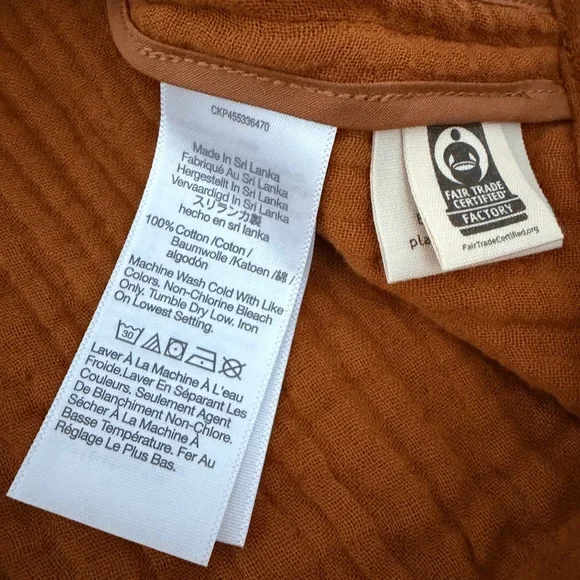 CKP455336470
Made In Sri Lanka
Fabriqué Au Sri Lanka
Hergestellt In Sri Lanka
Vervaardigd In Sri Lanka
スリランカ製
hecho en sri lanka
100% Cotton /Coton /
Baumwolle /Katoen /綿 /
algodón
Machine Wash Cold With Like
Colors, Non-Chlorine Bleach
Only. Tumble Dry Low. Iron
On Lowest Setting.
30
Laver À La Machine À L'eau
Froide.Laver En Séparant Les
Couleurs, Seulement Agent
De Blanchiment Non-Chlore.
Sécher À La Machine À
Basse Température. Fer Au
Réglage Le Plus Bas.
FAIR TRADE
CERTIFIED
FACTORY
FairTradeCertified.org